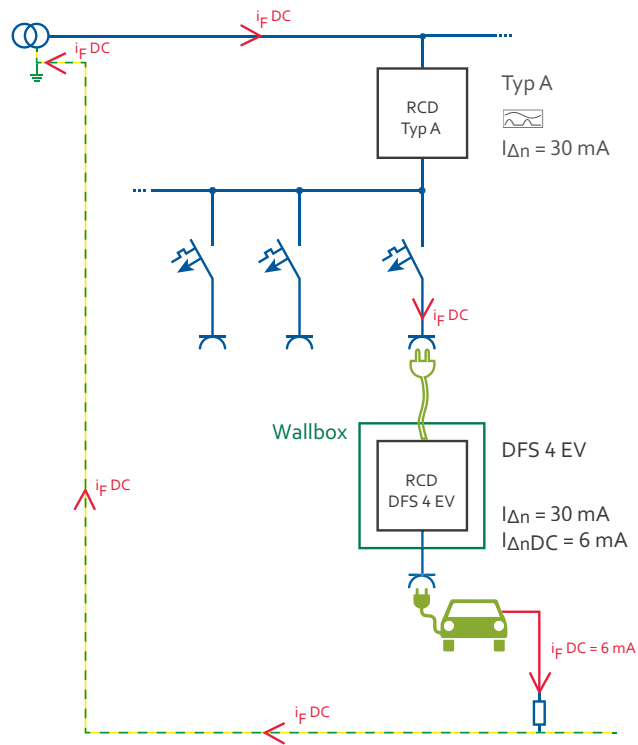 iF DC
iF DC
RCD
Typ A
Typ A
IΔn = 30 mA
iF DC
Wallbox
DFS 4 EV
RCD
DFS 4 EV
iF DC
IΔn = 30 mA
IΔnDC = 6 mA
iF DC = 6 mA
iF DC